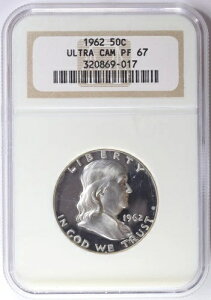 1962 50C
ULTRA CAM PF 67
320869-017
LIBERTY
1962
IN GOD WE TRUST